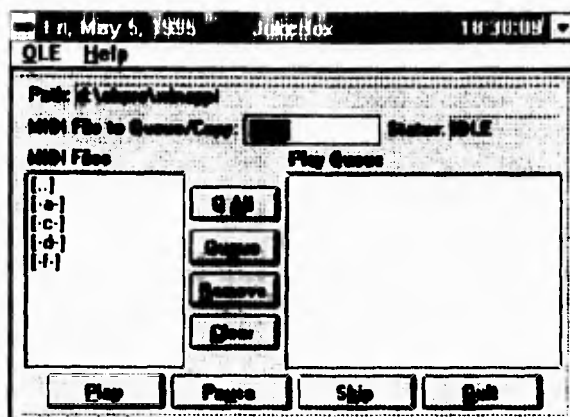 Fri, May 5, 1995 JukeBox 18:30:09
OLE Help
Path:
MIDI File to Queue/Copy: Status: IDLE
MIDI Files Play Queue
[..]
[-a-]
[-c-]
[-d-]
[-f-]
Q All
Queue
Remove
Clear
Play Pause Skip Quit